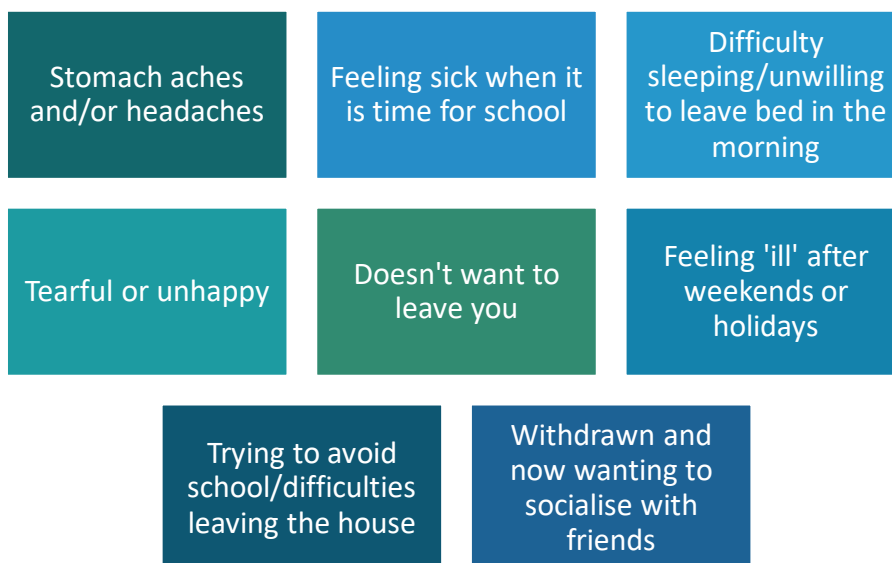 Stomach aches
and/or headaches
Feeling sick when it
is time for school
Difficulty
sleeping/unwilling
to leave bed in the
morning
Tearful or unhappy
Doesn't want to
leave you
Feeling 'ill' after
weekends or
holidays
Trying to avoid
school/difficulties
leaving the house
Withdrawn and
now wanting to
socialise with
friends